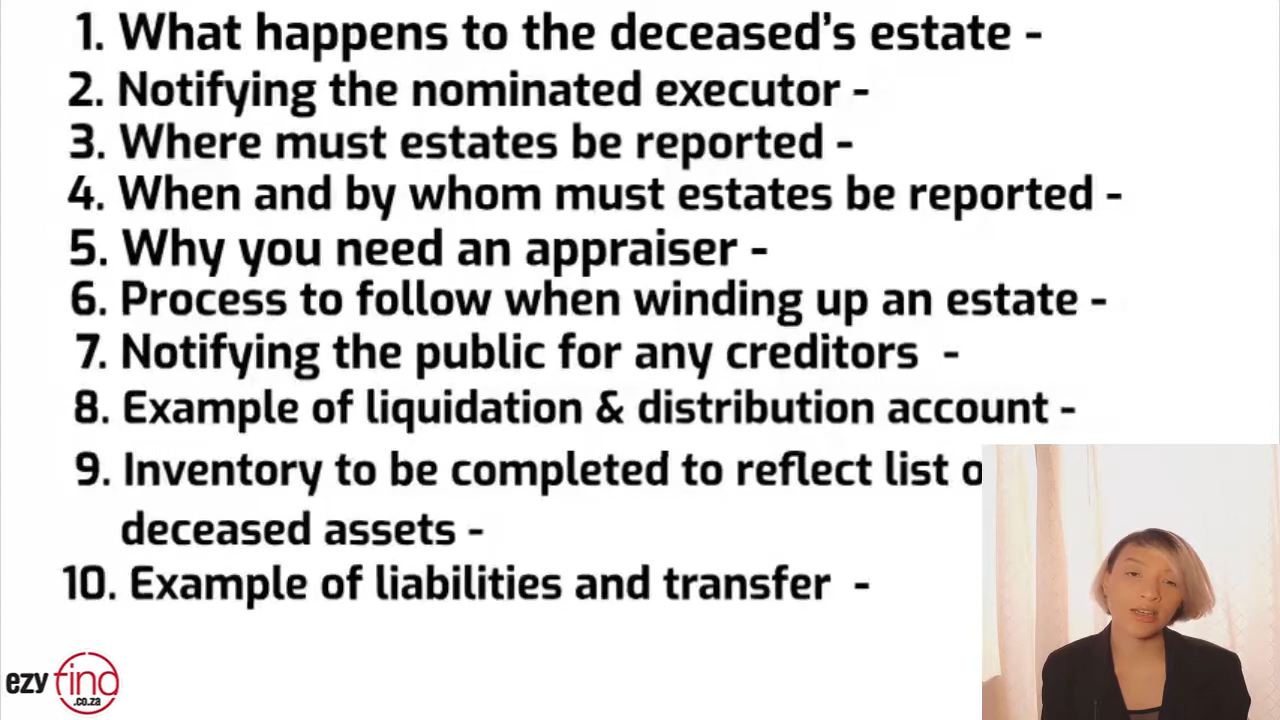 1. What happens to the deceased's estate -
2. Notifying the nominated executor -
3. Where must estates be reported -
4. When and by whom must estates be reported -
5. Why you need an appraiser -
6. Process to follow when winding up an estate -
7. Notifying the public for any creditors -
8. Example of liquidation & distribution account -
9. Inventory to be completed to reflect list
deceased assets -
10. Example of liabilities and transfer -
ezy find
.co.za